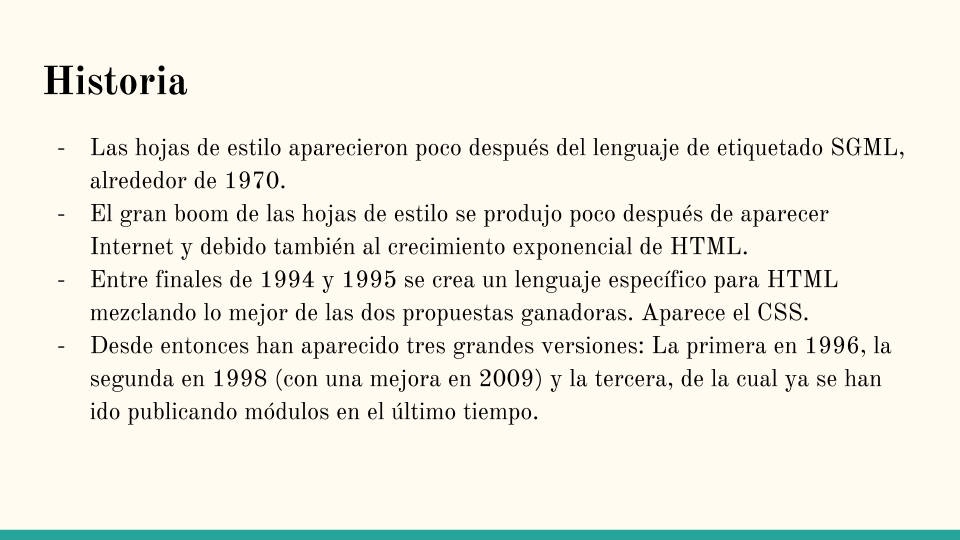 Historia
- Las hojas de estilo aparecieron poco después del lenguaje de etiquetado SGML,
alrededor de 1970.
- El gran boom de las hojas de estilo se produjo poco después de aparecer
Internet y debido también al crecimiento exponencial de HTML.
- Entre finales de 1994 y 1995 se crea un lenguaje específico para HTML
mezclando lo mejor de las dos propuestas ganadoras. Aparece el CSS.
- Desde entonces han aparecido tres grandes versiones: La primera en 1996, la
segunda en 1998 (con una mejora en 2009) y la tercera, de la cual ya se han
ido publicando módulos en el último tiempo.